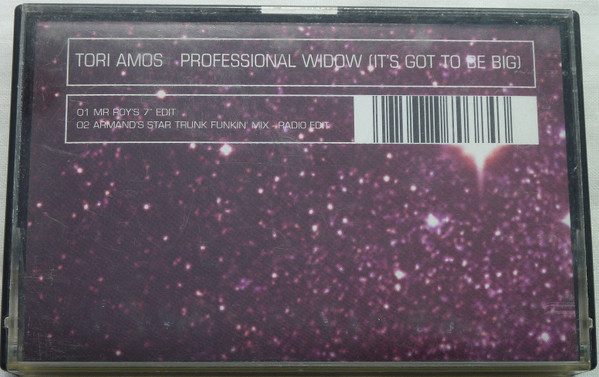 TORI AMOS PROFESSIONAL WIDOW (IT'S GOT TO BE BIG)
01 MR ROY'S 7" EDIT
02 ARMAND'S STAR TRUNK FUNKIN' MIX - RADIO EDIT